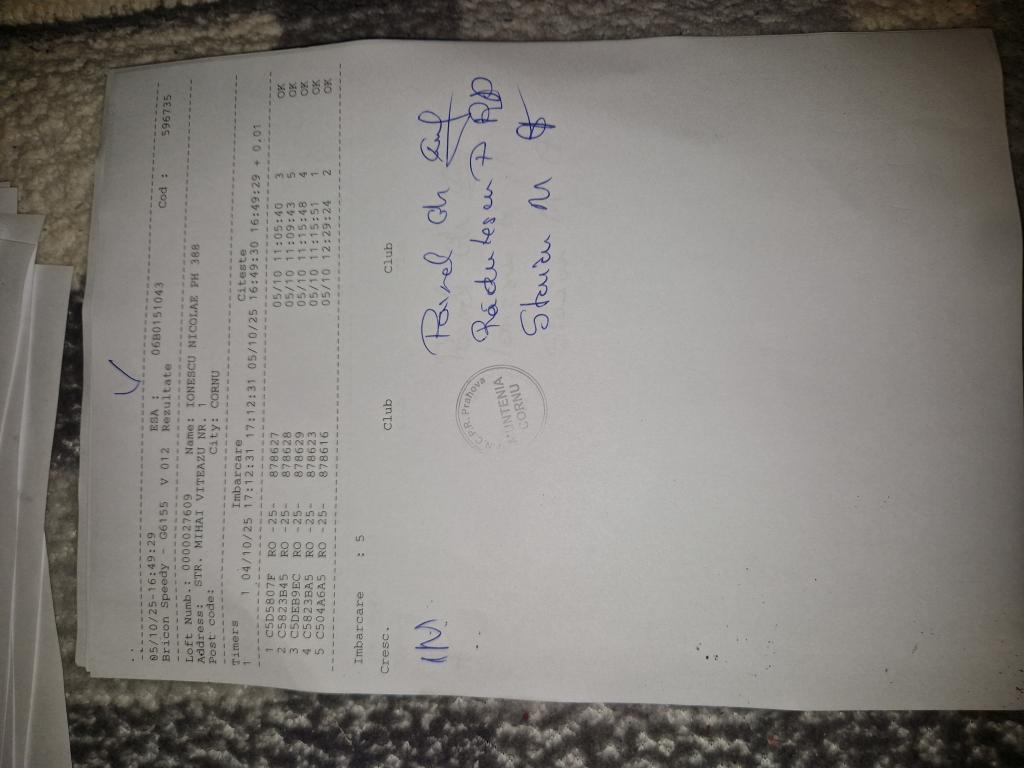 05/10/25-16:49:29 ESA : 06B0151043
Bricon Speedy - G6155 V 012 Rezultate Cod : 596735
Loft Numb.: 0000027609 Name: IONESCU NICOLAE PH 388
Address: STR. MIHAI VITEAZU NR: 1
Post code: City: CORNU
Timers Imbarcare Citeste
1 1 04/10/25 17:12:31 17:12:31 05/10/25 16:49:30 16:49:29 + 0.01
1 C5D5807F RO -25- 878627 05/10 11:05:40 3 OK
2 C5823B45 RO -25- 878628 05/10 11:09:43 5 OK
3 C5DEB9EC RO -25- 878629 05/10 11:15:48 4 OK
4 C5823BA5 RO -25- 878623 05/10 11:15:51 1 OK
5 C504A6A5 RO -25- 878616 05/10 12:29:24 2 OK
Imbarcare : 5
Cresc. Club Club
Pavel Gh
Radulescu P
Stanciu M
Prahova
MUNTENIA
CORNU